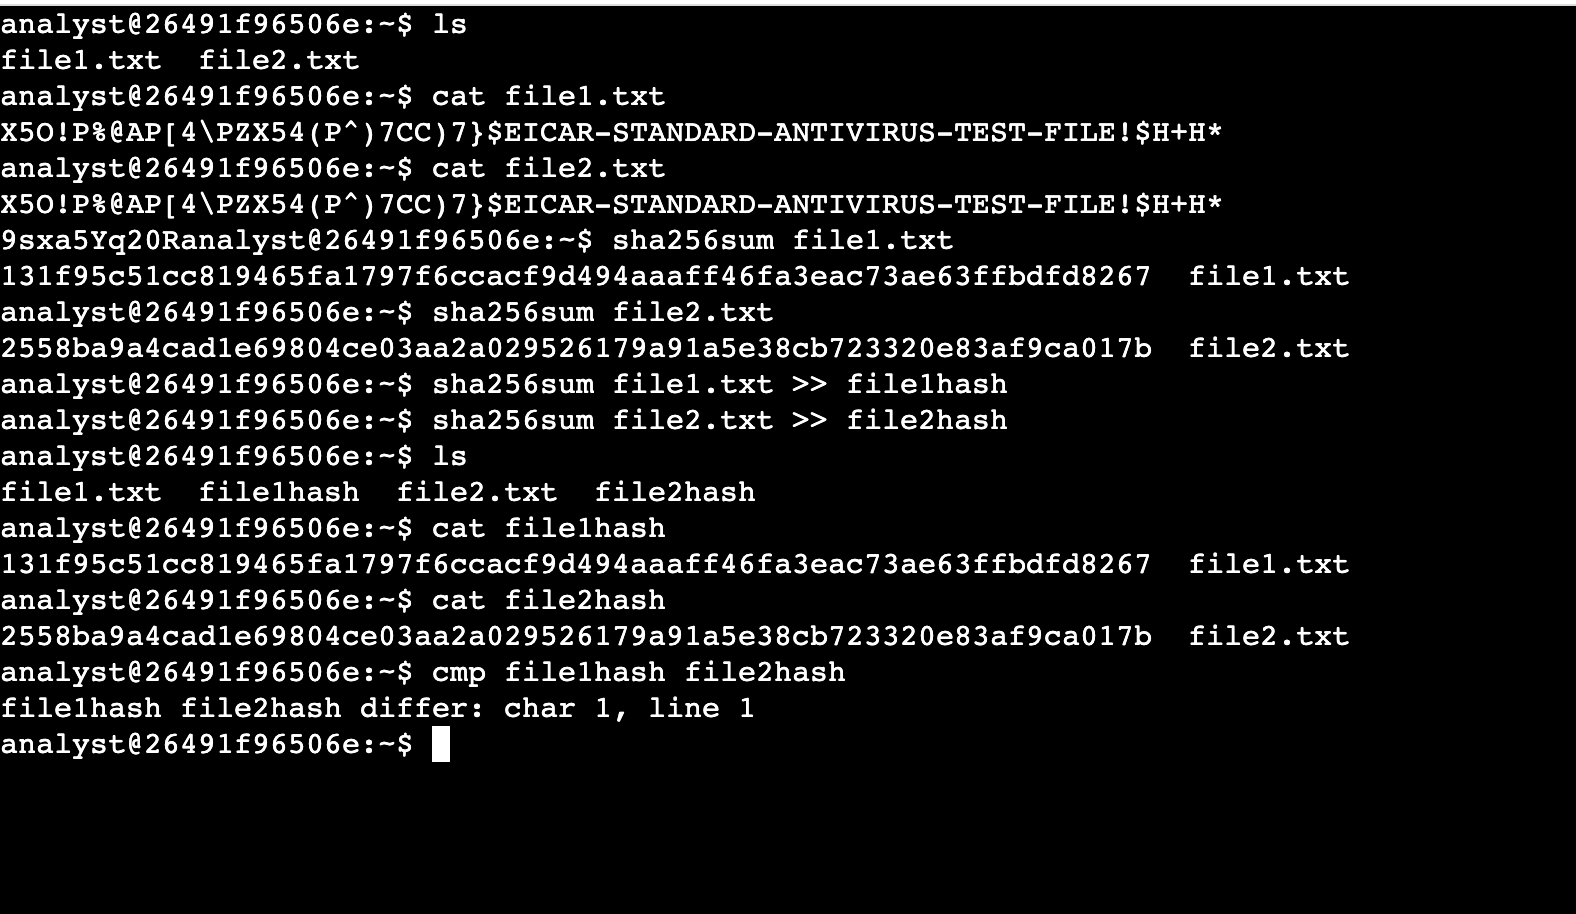 analyst@26491f96506e:~$ ls
file1.txt  file2.txt
analyst@26491f96506e:~$ cat file1.txt
X5O!P%@AP[4\PZX54(P^)7CC)7}$EICAR-STANDARD-ANTIVIRUS-TEST-FILE!$H+H*
analyst@26491f96506e:~$ cat file2.txt
X5O!P%@AP[4\PZX54(P^)7CC)7}$EICAR-STANDARD-ANTIVIRUS-TEST-FILE!$H+H*
9sxa5Yq20Ranalyst@26491f96506e:~$ sha256sum file1.txt
131f95c51cc819465fa1797f6ccacf9d494aaaff46fa3eac73ae63ffbdfd8267  file1.txt
analyst@26491f96506e:~$ sha256sum file2.txt
2558ba9a4cad1e69804ce03aa2a029526179a91a5e38cb723320e83af9ca017b  file2.txt
analyst@26491f96506e:~$ sha256sum file1.txt >> file1hash
analyst@26491f96506e:~$ sha256sum file2.txt >> file2hash
analyst@26491f96506e:~$ ls
file1.txt  file1hash  file2.txt  file2hash
analyst@26491f96506e:~$ cat file1hash
131f95c51cc819465fa1797f6ccacf9d494aaaff46fa3eac73ae63ffbdfd8267  file1.txt
analyst@26491f96506e:~$ cat file2hash
2558ba9a4cad1e69804ce03aa2a029526179a91a5e38cb723320e83af9ca017b  file2.txt
analyst@26491f96506e:~$ cmp file1hash file2hash
file1hash file2hash differ: char 1, line 1
analyst@26491f96506e:~$